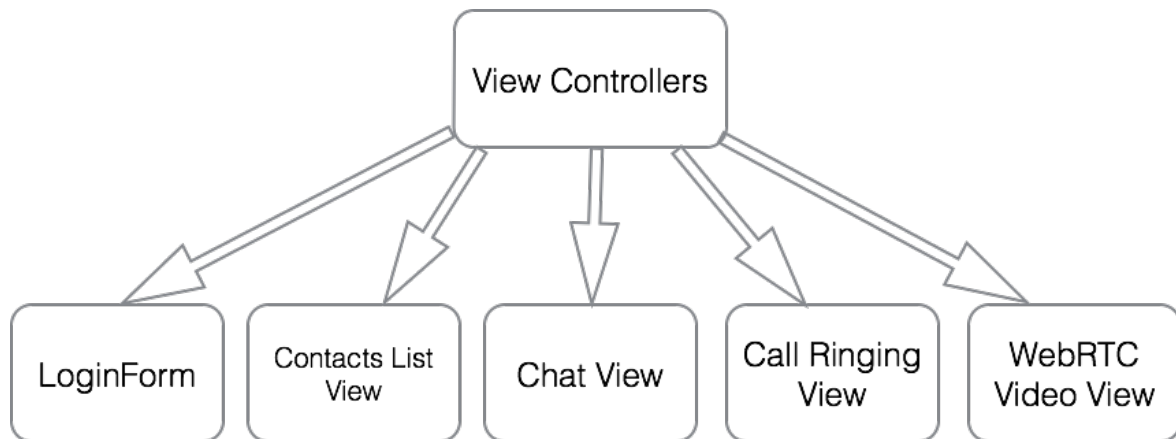 View Controllers
LoginForm
Contacts List
View
Chat View
Call Ringing
View
WebRTC
Video View